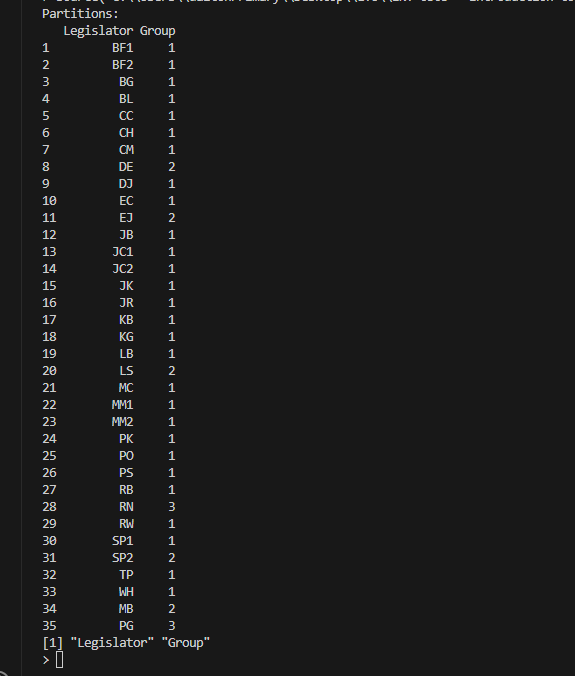 Partitions:
Legislator Group
1 BF1 1
2 BF2 1
3 BG 1
4 BL 1
5 CC 1
6 CH 1
7 CM 1
8 DE 2
9 DJ 1
10 EC 1
11 EJ 2
12 JB 1
13 JC1 1
14 JC2 1
15 JK 1
16 JR 1
17 KB 1
18 KG 1
19 LB 1
20 LS 2
21 MC 1
22 MM1 1
23 MM2 1
24 PK 1
25 PO 1
26 PS 1
27 RB 1
28 RN 3
29 RW 1
30 SP1 1
31 SP2 2
32 TP 1
33 WH 1
34 MB 2
35 PG 3
[1] "Legislator" "Group"
>